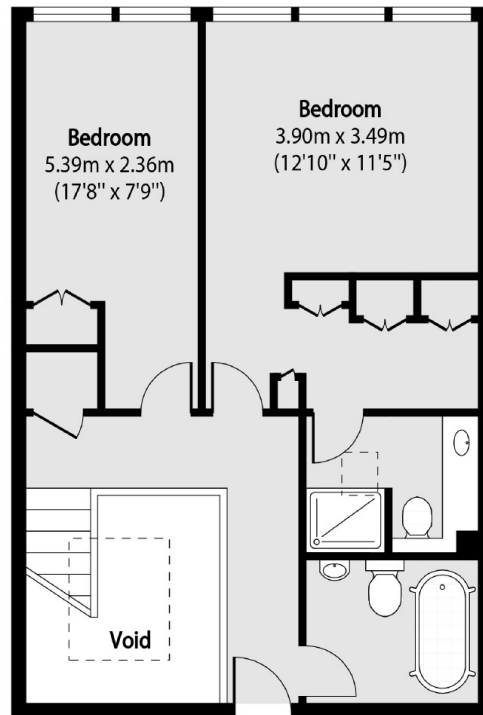 Bedroom
5.39m x 2.36m
(17'8" x 7'9")
Bedroom
3.90m x 3.49m
(12'10" x 11'5")
Void